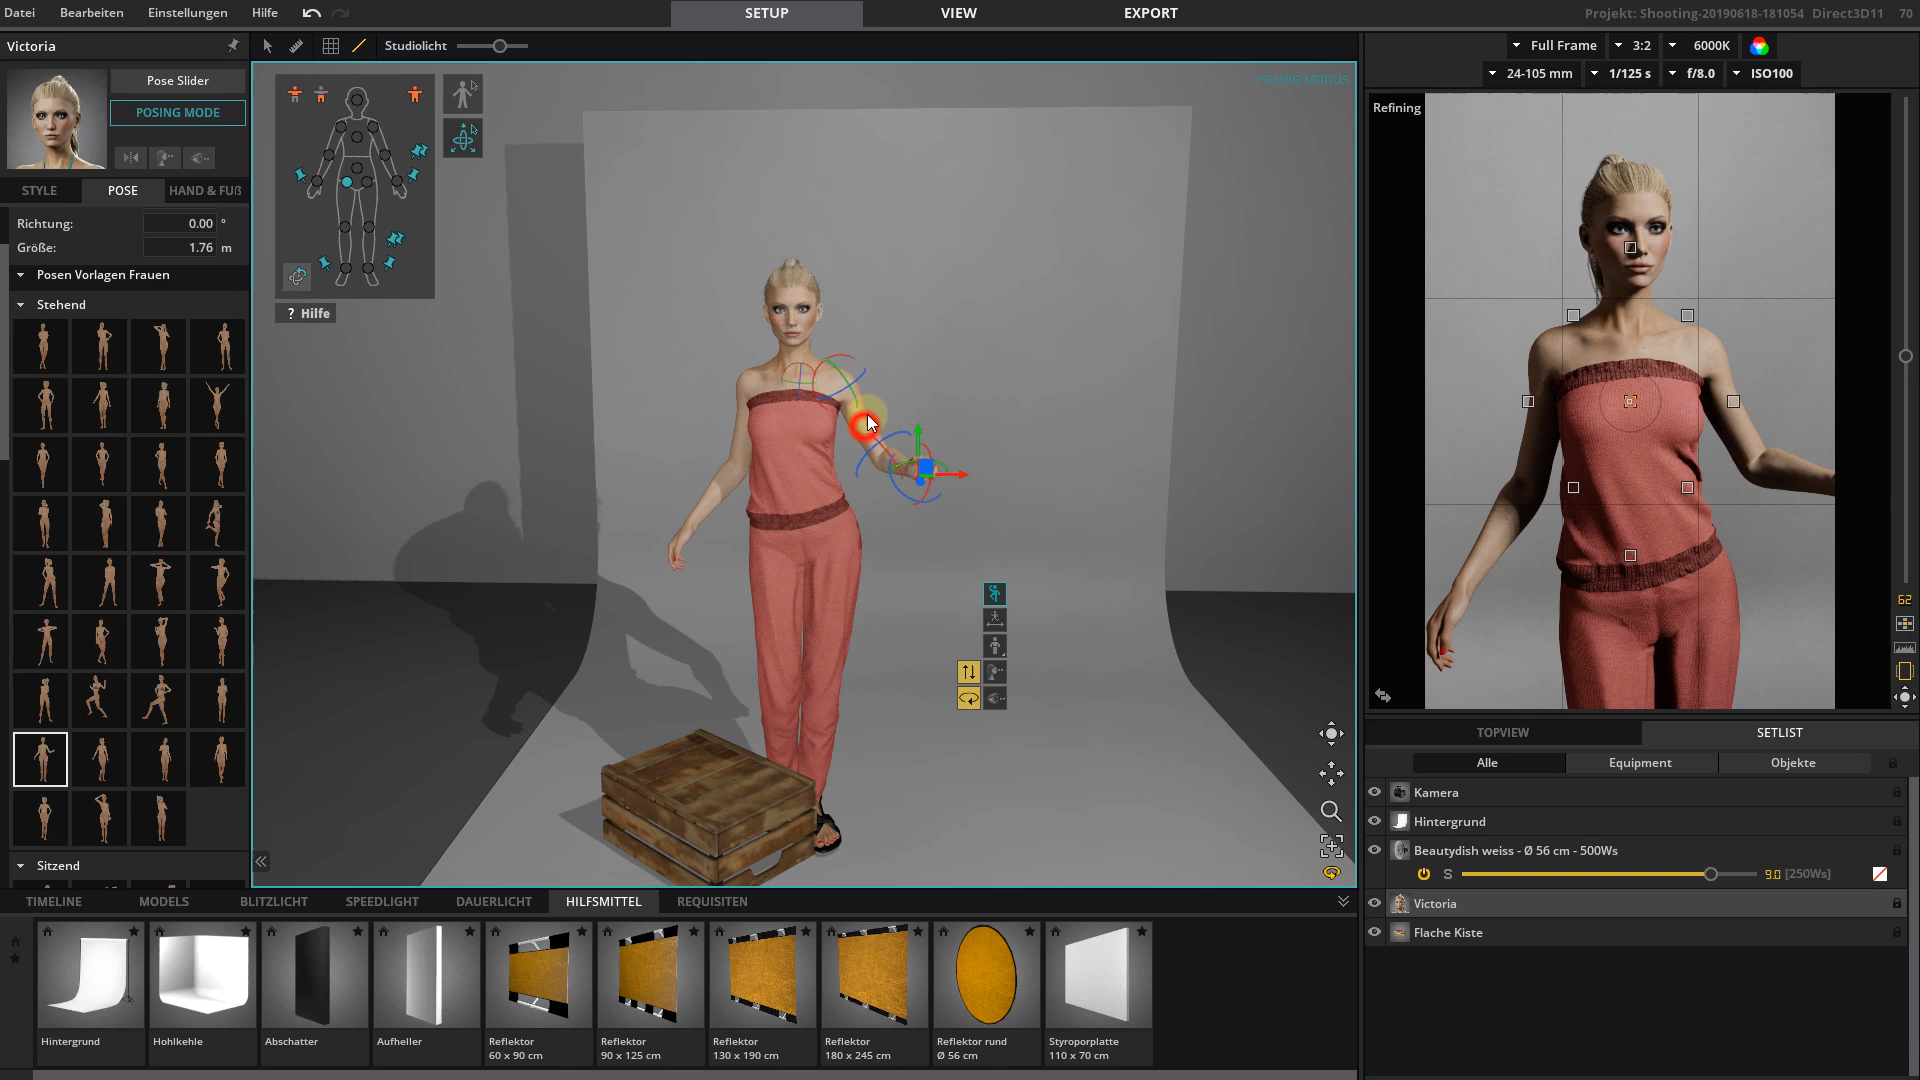 Datei
Bearbeiten
Einstellungen
Hilfe
SETUP
VIEW
EXPORT
Projekt: Shooting-20190618-181054 Direct3D11 70
Victoria
Studiolicht
Full Frame
3:2
6000K
24-105 mm
1/125 s
f/8.0
ISO100
Pose Slider
POSING MODE
POSING MODUS
Refining
STYLE
POSE
HAND & FUß
Richtung: 0.00 °
Größe: 1.76 m
Posen Vorlagen Frauen
Stehend
? Hilfe
62
TOPVIEW
SETLIST
Alle
Equipment
Objekte
Kamera
Hintergrund
Beautydish weiss - Ø 56 cm - 500Ws
S 9.0 [250Ws]
Victoria
Flache Kiste
Sitzend
TIMELINE
MODELS
BLITZLICHT
SPEEDLIGHT
DAUERLICHT
HILFSMITTEL
REQUISITEN
Hintergrund
Hohlkehle
Abschatter
Aufheller
Reflektor
60 x 90 cm
Reflektor
90 x 125 cm
Reflektor
130 x 190 cm
Reflektor
180 x 245 cm
Reflektor rund
Ø 56 cm
Styroporplatte
110 x 70 cm